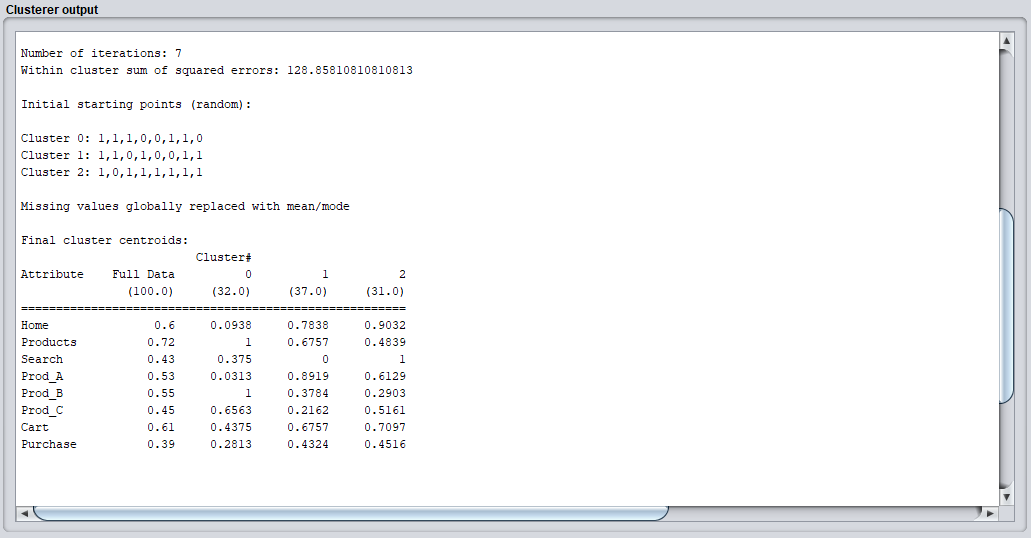 Clusterer output
Number of iterations: 7
Within cluster sum of squared errors: 128.85810810810813
Initial starting points (random):
Cluster 0: 1,1,1,0,0,1,1,0
Cluster 1: 1,1,0,1,0,0,1,1
Cluster 2: 1,0,1,1,1,1,1,1
Missing values globally replaced with mean/mode
Final cluster centroids:
Cluster#
Attribute Full Data 0 1 2
(100.0) (32.0) (37.0) (31.0)
==================================================================
Home 0.6 0.0938 0.7838 0.9032
Products 0.72 1 0.6757 0.4839
Search 0.43 0.375 0 1
Prod_A 0.53 0.0313 0.8919 0.6129
Prod_B 0.55 1 0.3784 0.2903
Prod_C 0.45 0.6563 0.2162 0.5161
Cart 0.61 0.4375 0.6757 0.7097
Purchase 0.39 0.2813 0.4324 0.4516